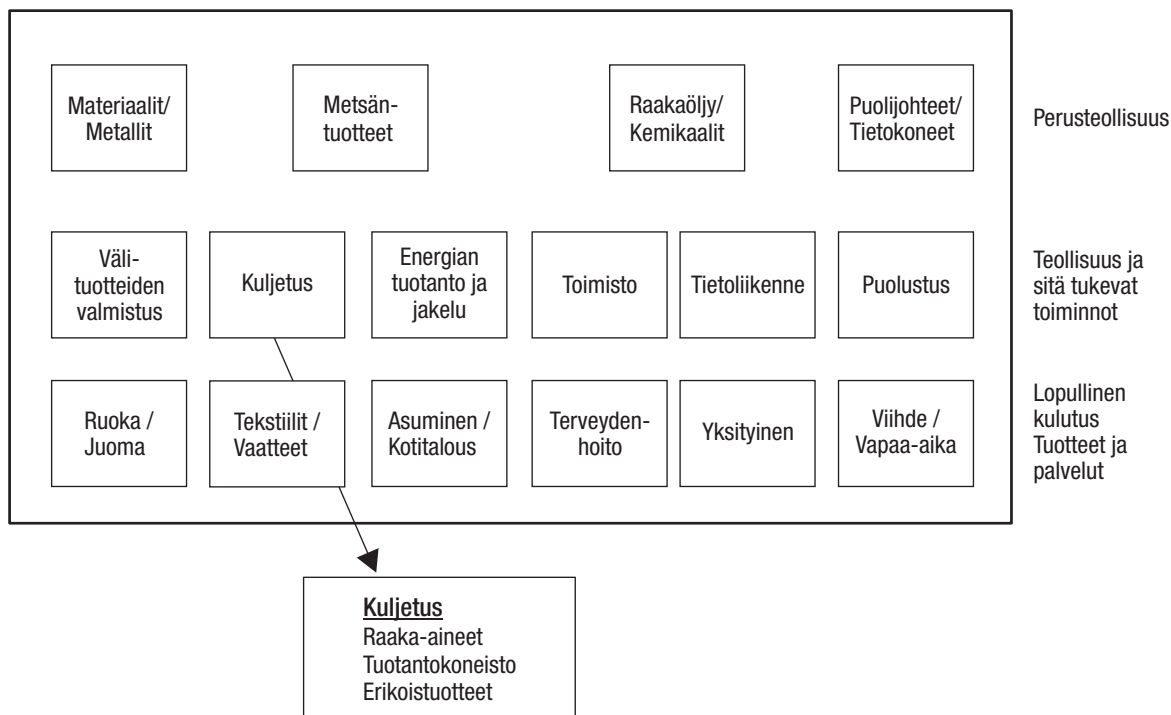 Materiaalit/
Metallit
Metsän-
tuotteet
Raakaöljy/
Kemikaalit
Puolijohteet/
Tietokoneet
Perusteollisuus
Väli-
tuotteiden
valmistus
Kuljetus
Energian
tuotanto ja
jakelu
Toimisto
Tietoliikenne
Puolustus
Teollisuus ja
sitä tukevat
toiminnot
Ruoka /
Juoma
Tekstiilit /
Vaatteet
Asuminen /
Kotitalous
Terveyden-
hoito
Yksityinen
Viihde /
Vapaa-aika
Lopullinen
kulutus
Tuotteet ja
palvelut
Kuljetus
Raaka-aineet
Tuotantokoneisto
Erikoistuotteet